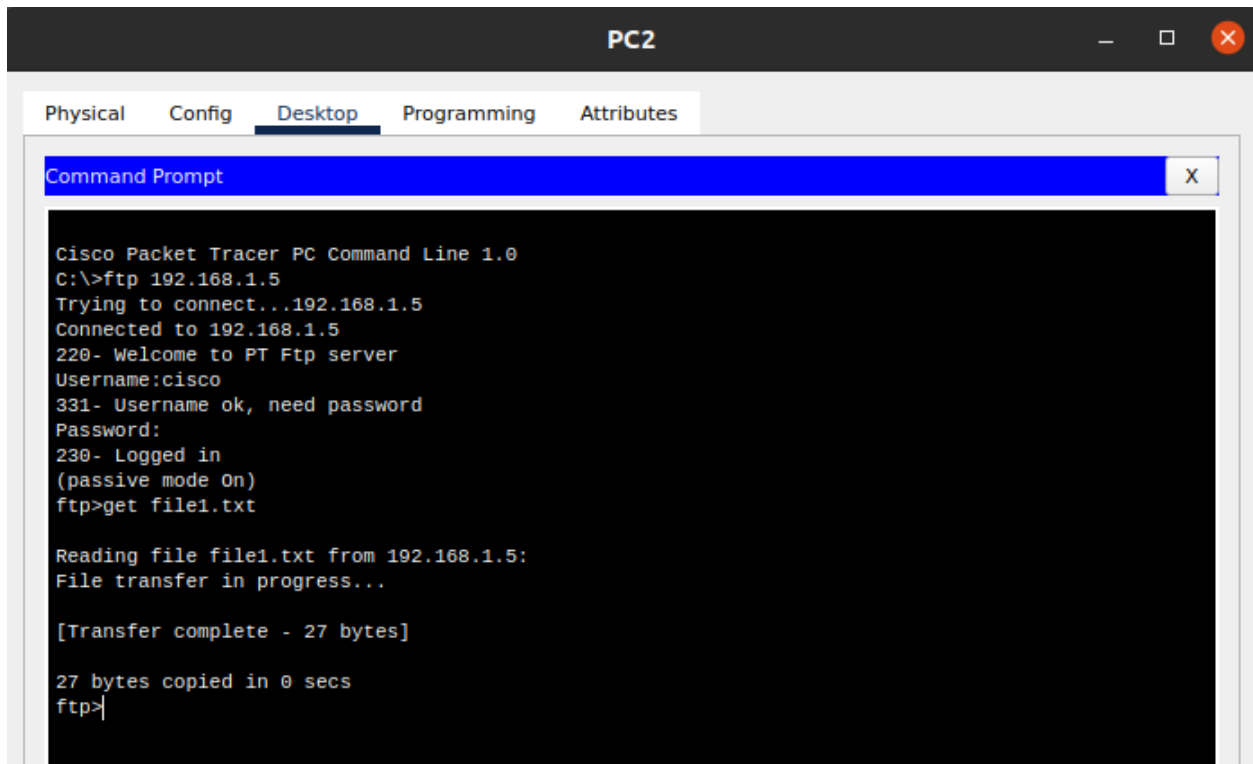 PC2
Physical Config Desktop Programming Attributes
Command Prompt
X
Cisco Packet Tracer PC Command Line 1.0
C:\>ftp 192.168.1.5
Trying to connect...192.168.1.5
Connected to 192.168.1.5
220- Welcome to PT Ftp server
Username:cisco
331- Username ok, need password
Password:
230- Logged in
(passive mode On)
ftp>get file1.txt
Reading file file1.txt from 192.168.1.5:
File transfer in progress...
[Transfer complete - 27 bytes]
27 bytes copied in 0 secs
ftp>